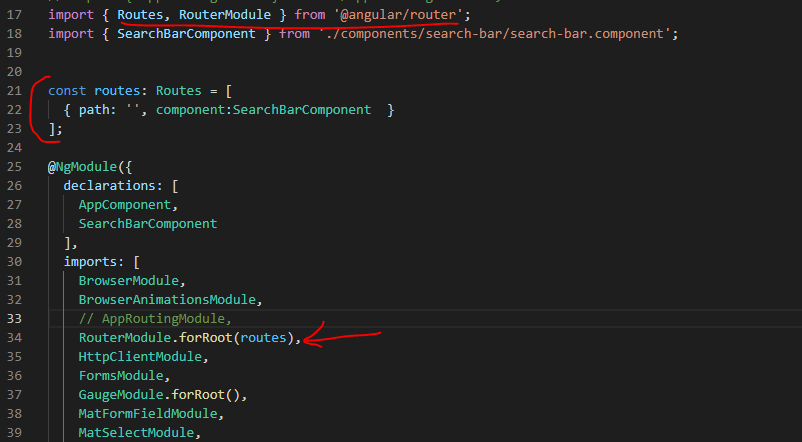 17 import { Routes, RouterModule } from '@angular/router';
18 import { SearchBarComponent } from './components/search-bar/search-bar.component';
19
20
21 const routes: Routes = [
22 { path: '', component:SearchBarComponent }
23 ];
24
25 @NgModule({
26 declarations: [
27 AppComponent,
28 SearchBarComponent
29 ],
30 imports: [
31 BrowserModule,
32 BrowserAnimationsModule,
33 // AppRoutingModule,
34 RouterModule.forRoot(routes),
35 HttpClientModule,
36 FormsModule,
37 GaugeModule.forRoot(),
38 MatFormFieldModule,
39 MatSelectModule,